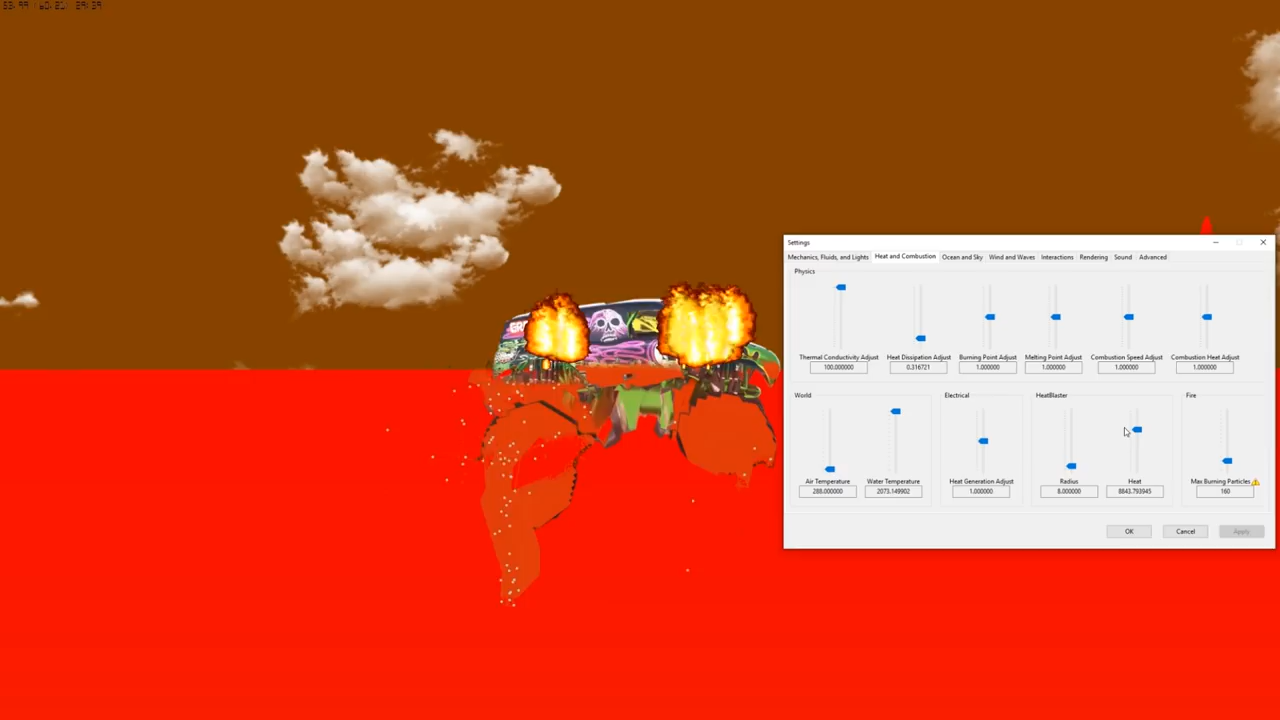 Settings
Mechanics, Fluids, and Lights Heat and Combustion Ocean and Sky Wind and Waves Interactions Rendering Sound Advanced
Physics
Thermal Conductivity Adjust Heat Dissipation Adjust Burning Point Adjust Melting Point Adjust Combustion Speed Adjust Combustion Heat Adjust
100.000000 0.316721 1.000000 1.000000 1.000000 1.000000
World Electrical HeatBlaster Fire
Air Temperature Water Temperature Heat Generation Adjust Radius Heat Max Burning Particles
288.000000 2073.149902 1.000000 8.000000 8843.793945 160
OK Cancel Apply